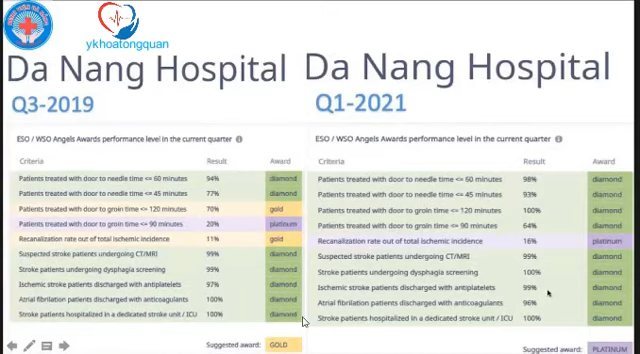 ykhoatongquan
Da Nang Hospital
Q3-2019
ESO / WSO Angels Awards performance level in the current quarter
Criteria Result Award
Patients treated with door to needle time <= 60 minutes 94% diamond
Patients treated with door to needle time <= 45 minutes 77% diamond
Patients treated with door to groin time <= 120 minutes 70% gold
Patients treated with door to groin time <= 90 minutes 20% platinum
Recanalization rate out of total ischemic incidence 11% gold
Suspected stroke patients undergoing CT/MRI 99% diamond
Stroke patients undergoing dysphagia screening 99% diamond
Ischemic stroke patients discharged with antiplatelets 97% diamond
Atrial fibrillation patients discharged with anticoagulants 100% diamond
Stroke patients hospitalized in a dedicated stroke unit / ICU 100% diamond
Suggested award: GOLD
Da Nang Hospital
Q1-2021
ESO / WSO Angels Awards performance level in the current quarter
Criteria Result Award
Patients treated with door to needle time <= 60 minutes 98% diamond
Patients treated with door to needle time <= 45 minutes 93% diamond
Patients treated with door to groin time <= 120 minutes 100% diamond
Patients treated with door to groin time <= 90 minutes 64% diamond
Recanalization rate out of total ischemic incidence 16% platinum
Suspected stroke patients undergoing CT/MRI 99% diamond
Stroke patients undergoing dysphagia screening 100% diamond
Ischemic stroke patients discharged with antiplatelets 99% diamond
Atrial fibrillation patients discharged with anticoagulants 96% diamond
Stroke patients hospitalized in a dedicated stroke unit / ICU 100% diamond
Suggested award: PLATINUM